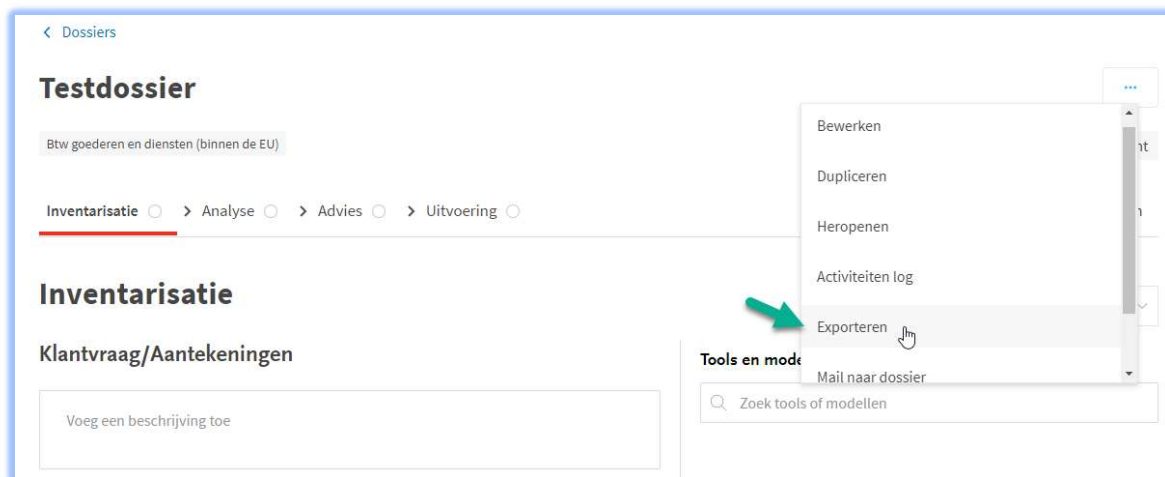 Dossiers
Testdossier
...
Btw goederen en diensten (binnen de EU)
Inventarisatie > Analyse > Advies > Uitvoering
Bewerken
Dupliceren
Heropenen
Activiteiten log
Exporteren
Mail naar dossier
Inventarisatie
Klantvraag/Aantekeningen
Voeg een beschrijving toe
Tools en mode
Zoek tools of modellen